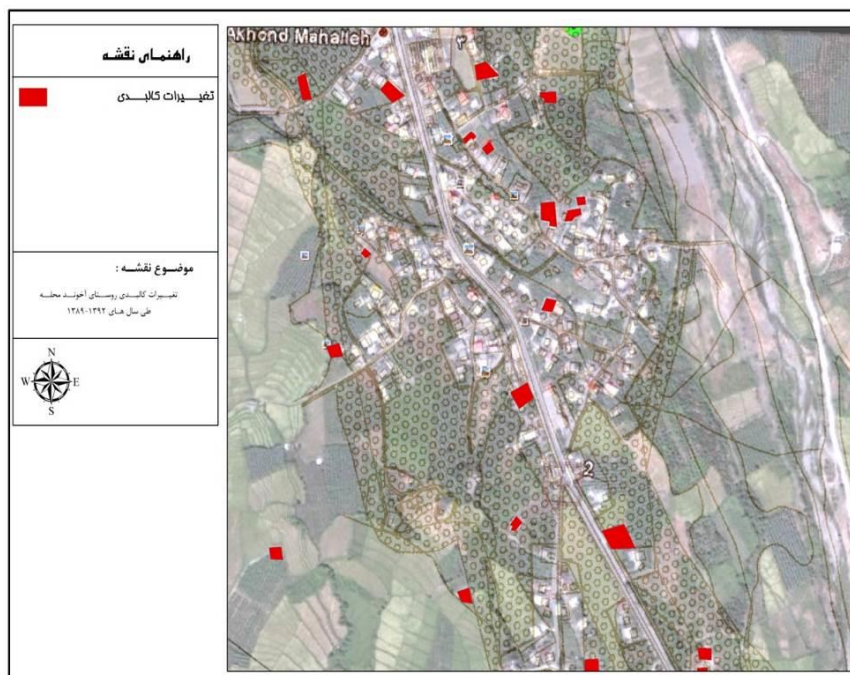 راهنمای نقشه
تغییرات کالبدی
موضوع نقشه :
تغییرات کالبدی روستای آخوند محله
طی سال های ۱۳۹۲-۱۳۸۹
N
W E
S
Akhond Mahalleh
۳
2